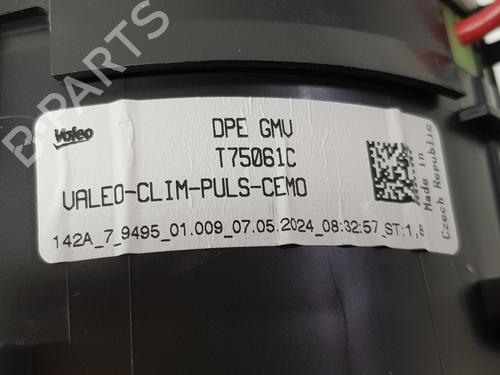 B-PARTS
Valeo
DPE GMV
T75061C
VALEO-CLIM-PULS-CEMO
142A_7_9495_01.009_07.05.2024_08:32:57_ST:1,8
Made in
Czech Republic